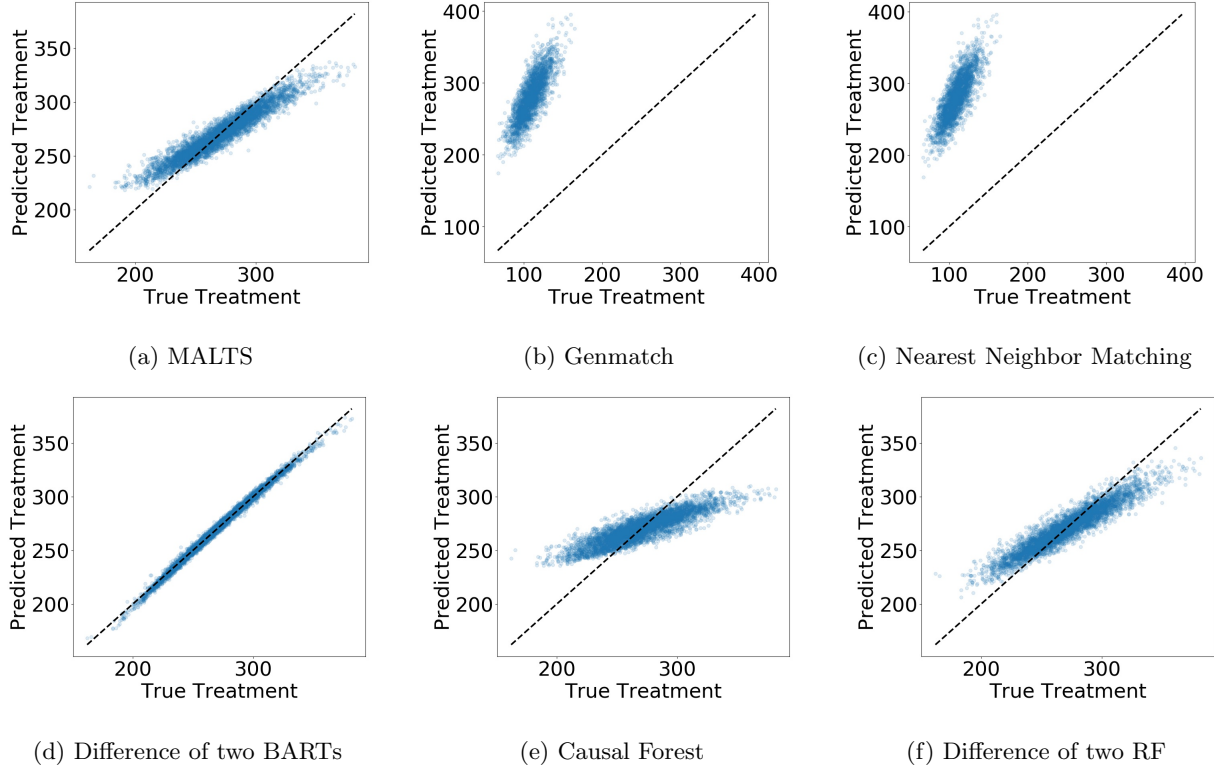 Predicted Treatment
350
300
250
200
200 300
True Treatment
(a) MALTS
Predicted Treatment
400
300
200
100
100 200 300 400
True Treatment
(b) Genmatch
Predicted Treatment
400
300
200
100
100 200 300 400
True Treatment
(c) Nearest Neighbor Matching
Predicted Treatment
350
300
250
200
200 300
True Treatment
(d) Difference of two BARTs
Predicted Treatment
350
300
250
200
200 300
True Treatment
(e) Causal Forest
Predicted Treatment
350
300
250
200
200 300
True Treatment
(f) Difference of two RF